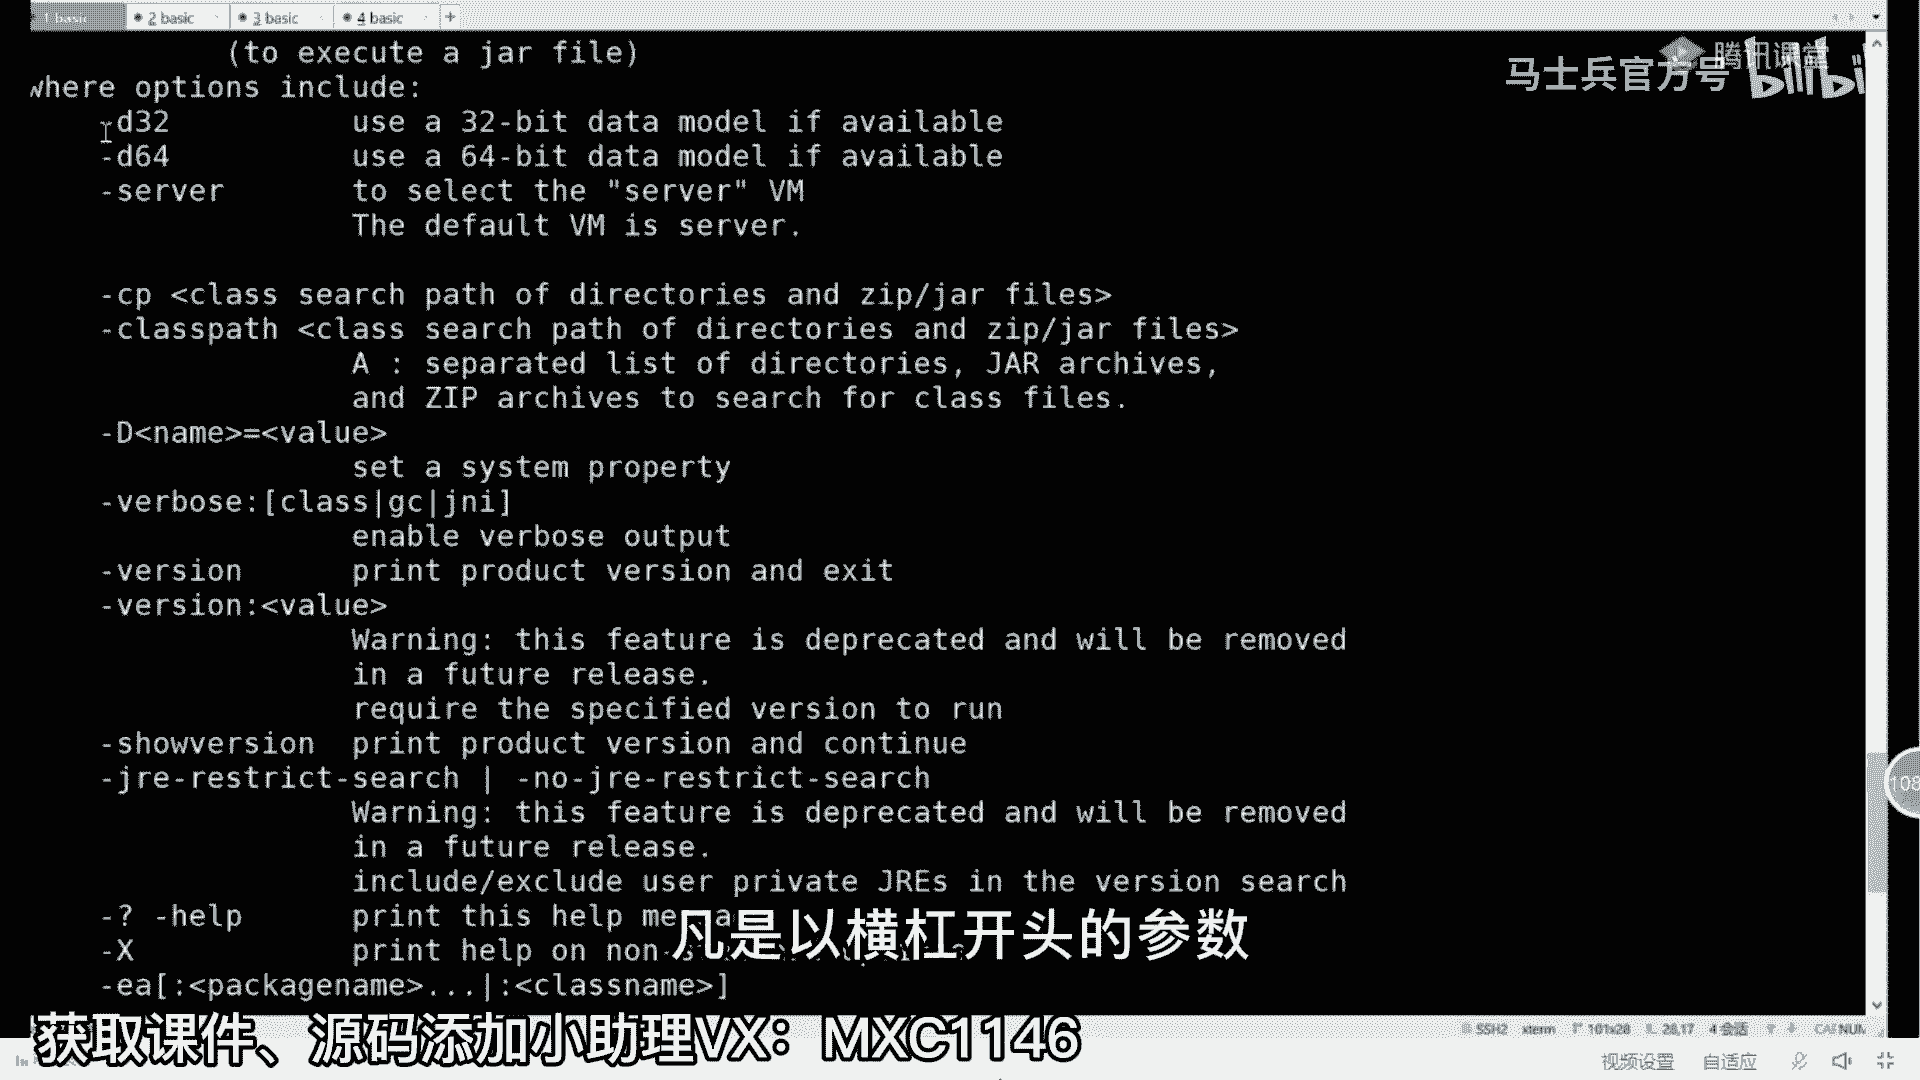 1 basic
2 basic
3 basic
4 basic
+
(to execute a jar file)
where options include:
-d32 use a 32-bit data model if available
-d64 use a 64-bit data model if available
-server to select the "server" VM
The default VM is server.
-cp <class search path of directories and zip/jar files>
-classpath <class search path of directories and zip/jar files>
A : separated list of directories, JAR archives,
and ZIP archives to search for class files.
-D<name>=<value>
set a system property
-verbose:[class|gc|jni]
enable verbose output
-version print product version and exit
-version:<value>
Warning: this feature is deprecated and will be removed
in a future release.
require the specified version to run
-showversion print product version and continue
-jre-restrict-search | -no-jre-restrict-search
Warning: this feature is deprecated and will be removed
in a future release.
include/exclude user private JREs in the version search
-? -help print this help
-X print help on non-
-ea[:<packagename>...|:<classname>]
腾讯课堂
马士兵官方号 bilibi
108
凡是以横杠开头的参数
获取课件、源码添加小助理VX：MXC1146
SSH2 xterm 101x28 28,17 4 会话 CAP NUM
视频设置 自适应